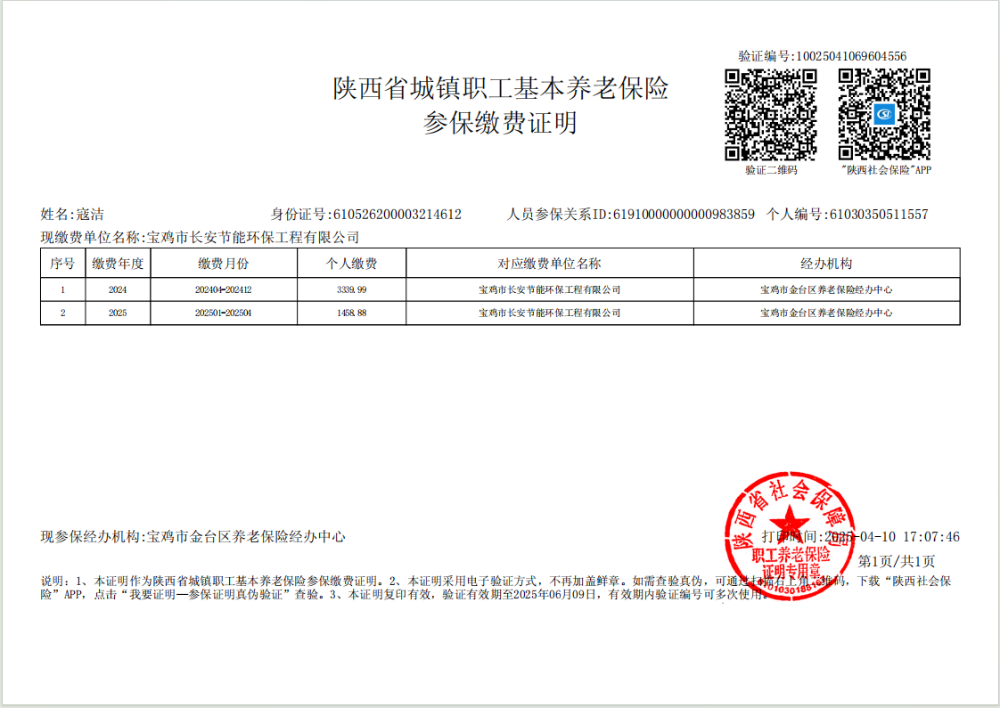 验证编号:10025041069604556
陕西省城镇职工基本养老保险
参保缴费证明
验证二维码
"陕西社会保险"APP
姓名:寇洁 身份证号:610526200003214612 人员参保关系ID:61910000000000983859 个人编号:61030350511557
现缴费单位名称:宝鸡市长安节能环保工程有限公司
序号 缴费年度 缴费月份 个人缴费 对应缴费单位名称 经办机构
1 2024 202404-202412 3339.99 宝鸡市长安节能环保工程有限公司 宝鸡市金台区养老保险经办中心
2 2025 202501-202504 1458.88 宝鸡市长安节能环保工程有限公司 宝鸡市金台区养老保险经办中心
陕西省社会保障局
职工养老保险
证明专用章
现参保经办机构:宝鸡市金台区养老保险经办中心
打印时间:2025-04-10 17:07:46
第1页/共1页
说明:1、本证明作为陕西省城镇职工基本养老保险参保缴费证明。2、本证明采用电子验证方式，不再加盖鲜章。如需查验真伪，可通过扫描右上角二维码，下载“陕西社会保
险”APP，点击“我要证明—参保证明真伪验证”查验。3、本证明复印有效，验证有效期至2025年06月09日，有效期内验证编号可多次使用。